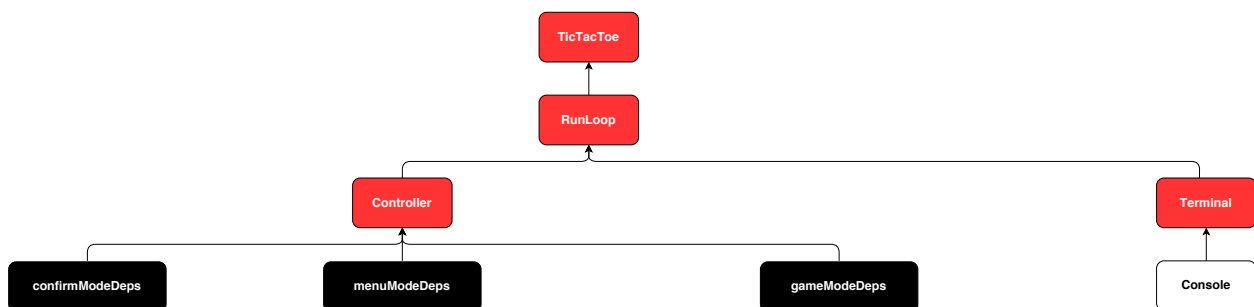 TicTacToe
RunLoop
Controller
Terminal
confirmModeDeps
menuModeDeps
gameModeDeps
Console